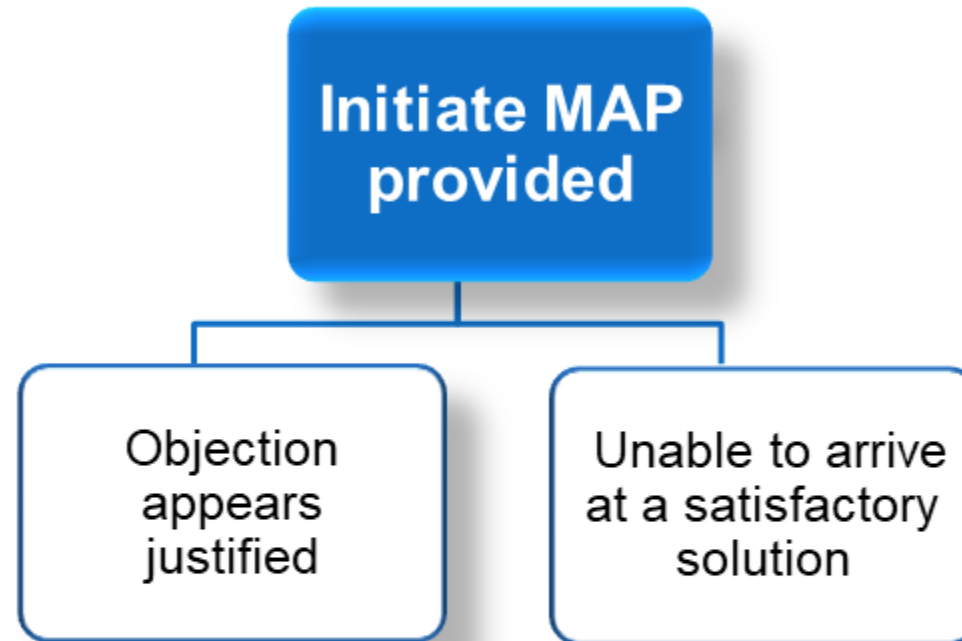 Initiate MAP
provided
Objection
appears
justified
Unable to arrive
at a satisfactory
solution